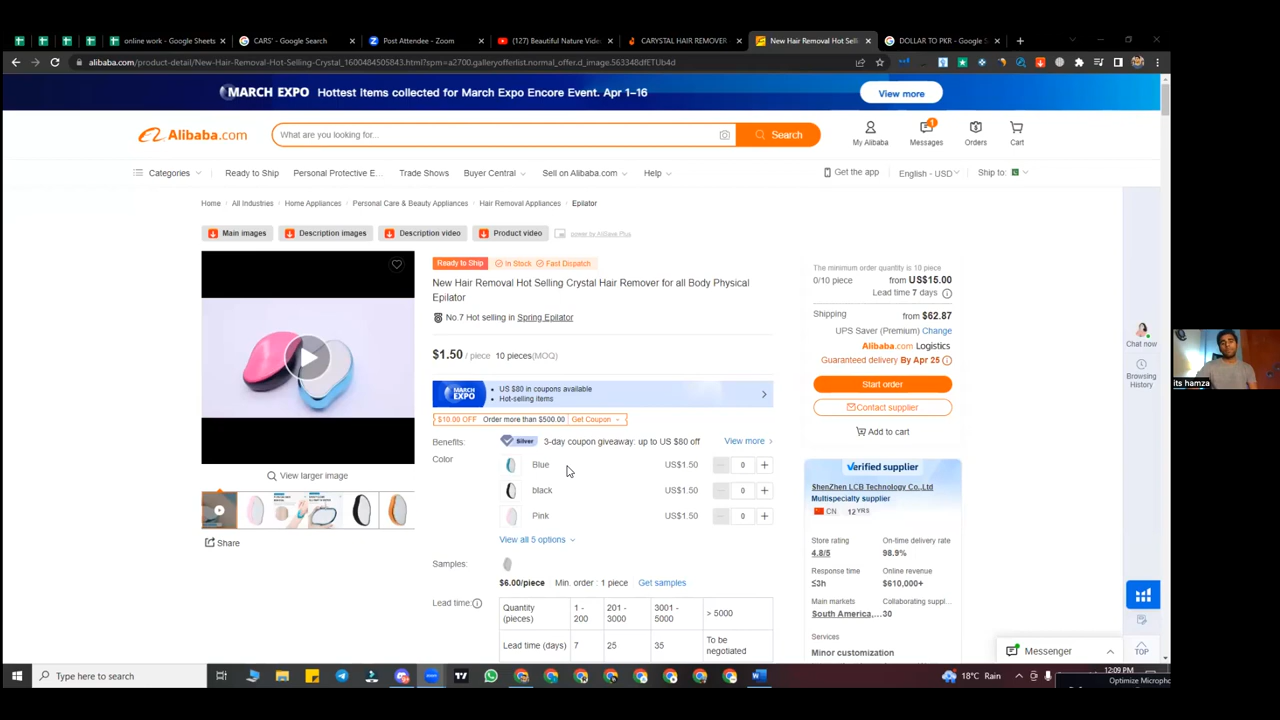 online work - Google Sheets
CARS' - Google Search
Post Attendee - Zoom
(127) Beautiful Nature Vide
CARYSTAL HAIR REMOVER
New Hair Removal Hot Sell
DOLLAR TO PKR - Google S
alibaba.com/product-detail/New-Hair-Removal-Hot-Selling-Crystal_1600484505843.html?spm=a2700.galleryofferlist.normal_offer.d_image.563348dfETUb4d
MARCH EXPO Hottest items collected for March Expo Encore Event. Apr 1–16 View more
Alibaba.com
What are you looking for...
Search
1
My Alibaba
Messages
Orders
Cart
Categories
Ready to Ship
Personal Protective E...
Trade Shows
Buyer Central
Sell on Alibaba.com
Help
Get the app
English - USD
Ship to:
Home
All Industries
Home Appliances
Personal Care & Beauty Appliances
Hair Removal Appliances
Epilator
Main images
Description images
Description video
Product video
power by AliSave Plus
Ready to Ship In Stock Fast Dispatch
New Hair Removal Hot Selling Crystal Hair Remover for all Body Physical
Epilator
No.7 Hot selling in Spring Epilator
$1.50 / piece 10 pieces(MOQ)
MARCH
EXPO
• US $80 in coupons available
• Hot-selling items
$10.00 OFF Order more than $500.00 Get Coupon
Benefits: Silver 3-day coupon giveaway: up to US $80 off View more
Color
Blue US$1.50 0 +
black US$1.50 0 +
Pink US$1.50 0 +
View all 5 options
View larger image
Share
Samples:
$6.00/piece Min. order : 1 piece Get samples
Lead time:
Quantity
(pieces)
1 -
200
201 -
3000
3001 -
5000
> 5000
Lead time (days)
7
25
35
To be
negotiated
The minimum order quantity is 10 piece
0/10 piece from US$15.00
Lead time 7 days
Shipping from $62.87
UPS Saver (Premium) Change
Alibaba.com Logistics
Guaranteed delivery By Apr 25
Start order
Contact supplier
Add to cart
Verified supplier
ShenZhen LCB Technology Co.,Ltd
Multispecialty supplier
CN 12YRS
Store rating
4.8/5
On-time delivery rate
98.9%
Response time
≤3h
Online revenue
$610,000+
Main markets
South America,...
Collaborating suppl...
30
Services
Minor customization
Chat now
Browsing
History
TOP
Messenger
its hamza
Type here to search
18°C Rain
12:09 PM
Optimize Micropho